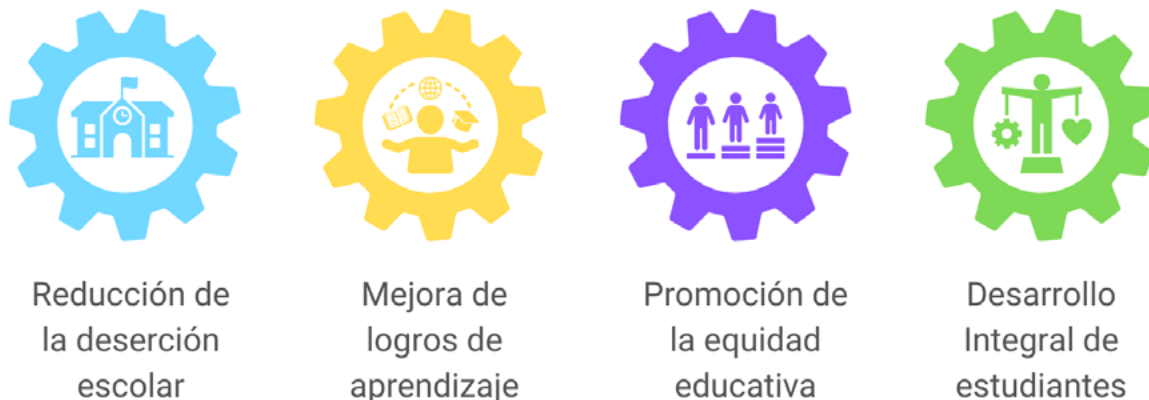 Reducción de
la deserción
escolar
Mejora de
logros de
aprendizaje
Promoción de
la equidad
educativa
Desarrollo
Integral de
estudiantes